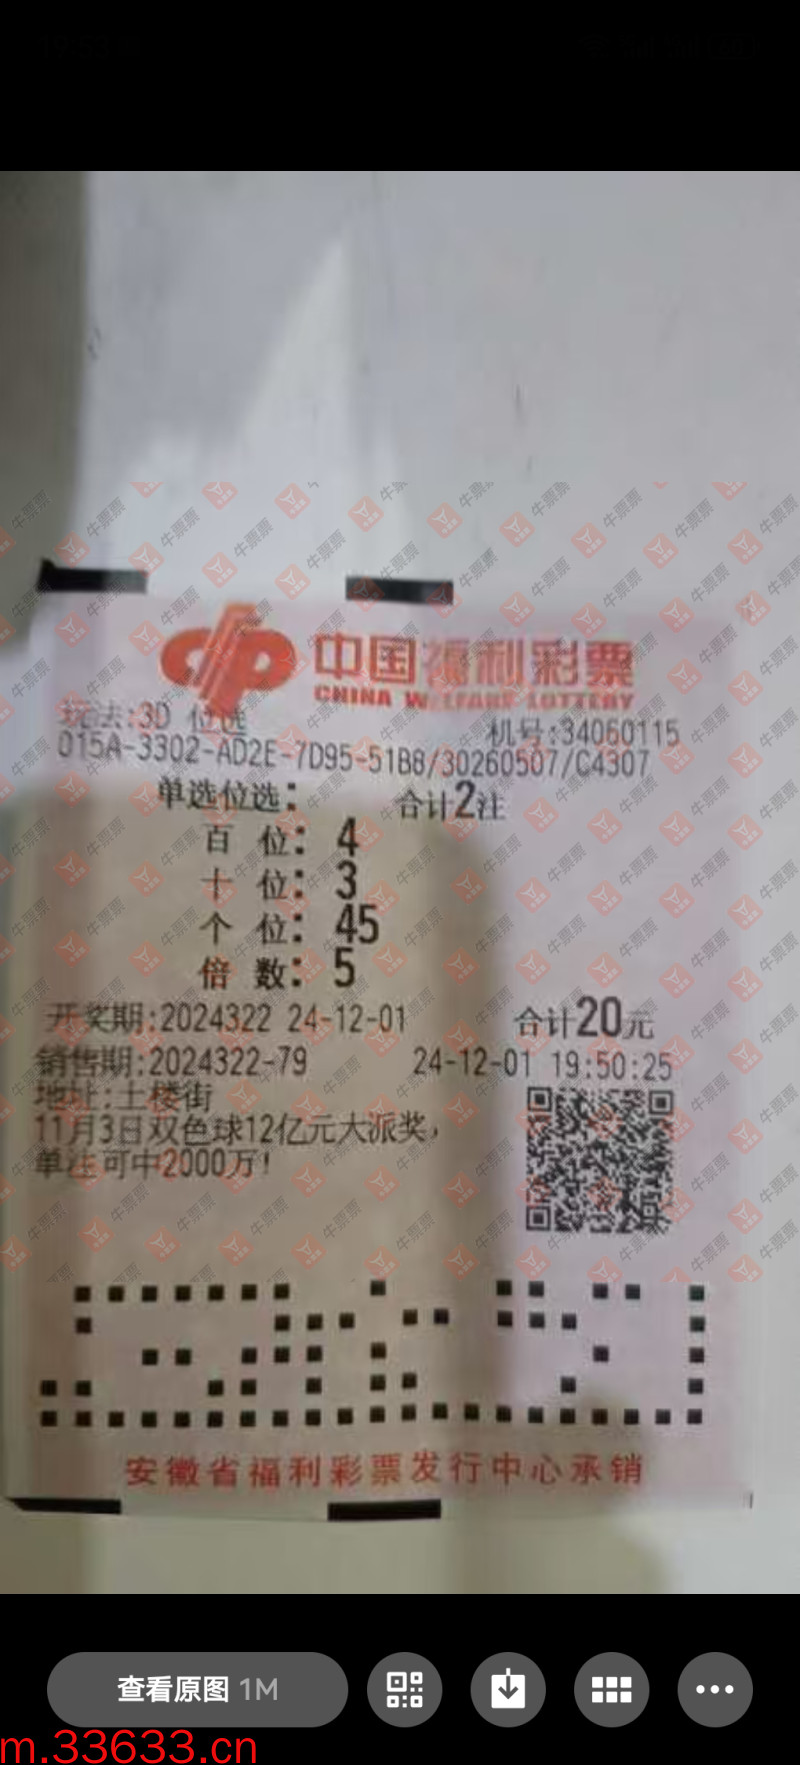 中国福利彩票
CHINA WELFARE LOTTERY
玩法:3D 位选
机号:34060115
015A-3302-AD2E-7D95-51B8/30260507/C4307
单选位选: 合计2注
百 位: 4
十 位: 3
个 位: 45
倍 数: 5
开奖期:2024322 24-12-01 合计20元
销售期:2024322-79 24-12-01 19:50:25
地址:土楼街
11月3日双色球12亿元大派奖,
单注可中2000万!
安徽省福利彩票发行中心承销
牛票票
查看原图 1M
m.33633.cn